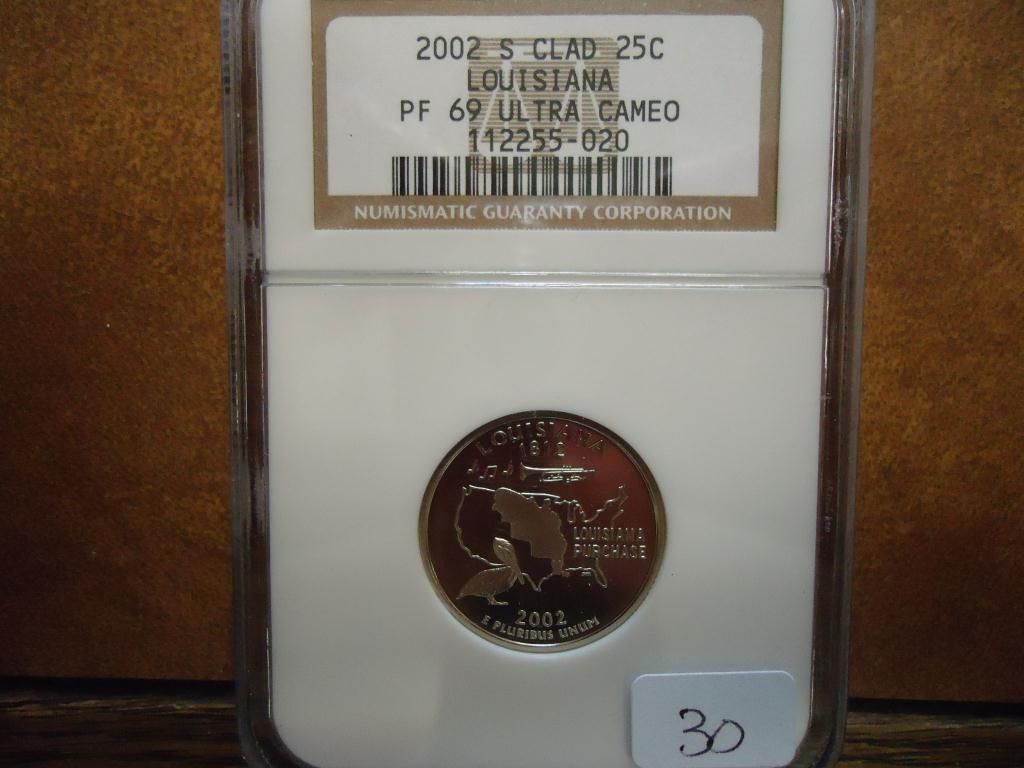 2002 S CLAD 25C
LOUISIANA
PF 69 ULTRA CAMEO
112255-020
NUMISMATIC GUARANTY CORPORATION
LOUISIANA
1812
LOUISIANA
PURCHASE
2002
E PLURIBUS UNUM
30